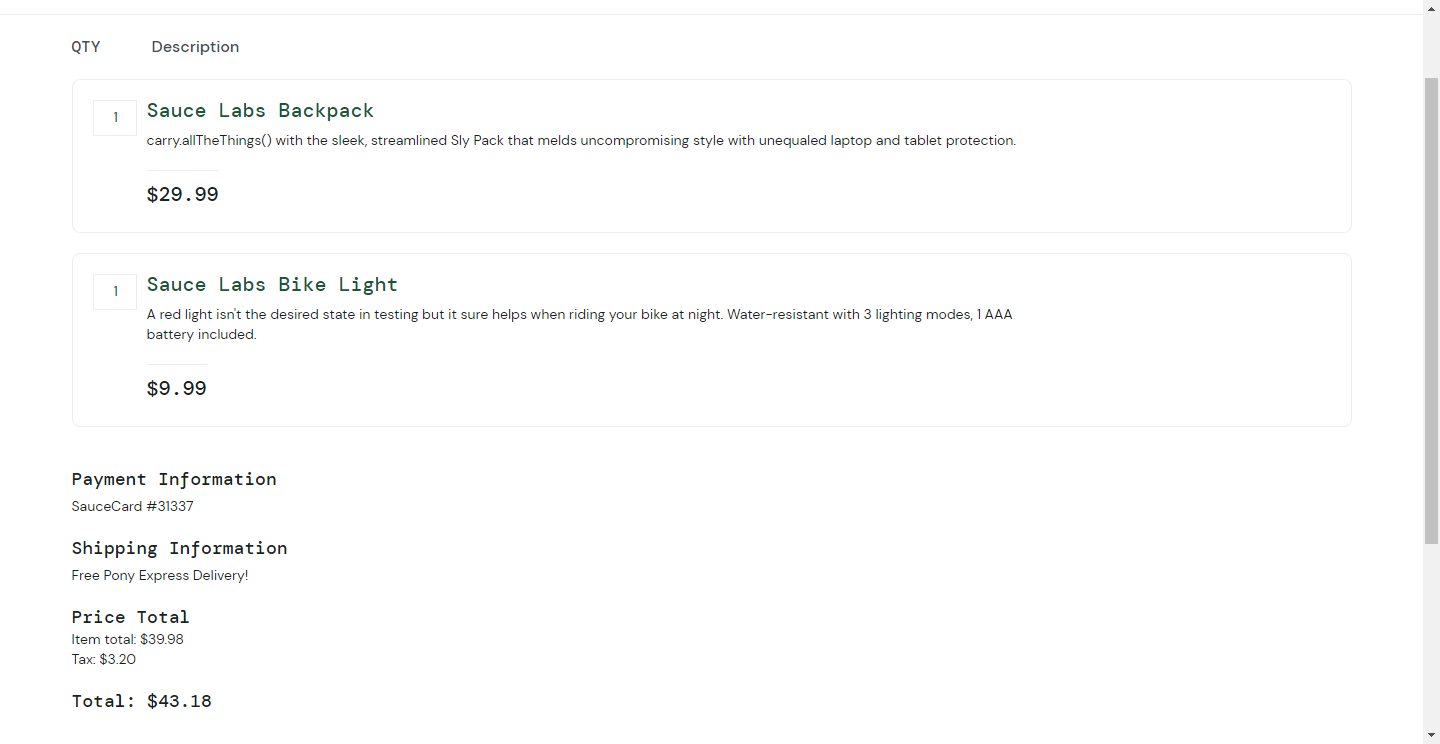 QTY Description
1 Sauce Labs Backpack
carry.allTheThings() with the sleek, streamlined Sly Pack that melds uncompromising style with unequaled laptop and tablet protection.
$29.99
1 Sauce Labs Bike Light
A red light isn't the desired state in testing but it sure helps when riding your bike at night. Water-resistant with 3 lighting modes, 1 AAA
battery included.
$9.99
Payment Information
SauceCard #31337
Shipping Information
Free Pony Express Delivery!
Price Total
Item total: $39.98
Tax: $3.20
Total: $43.18